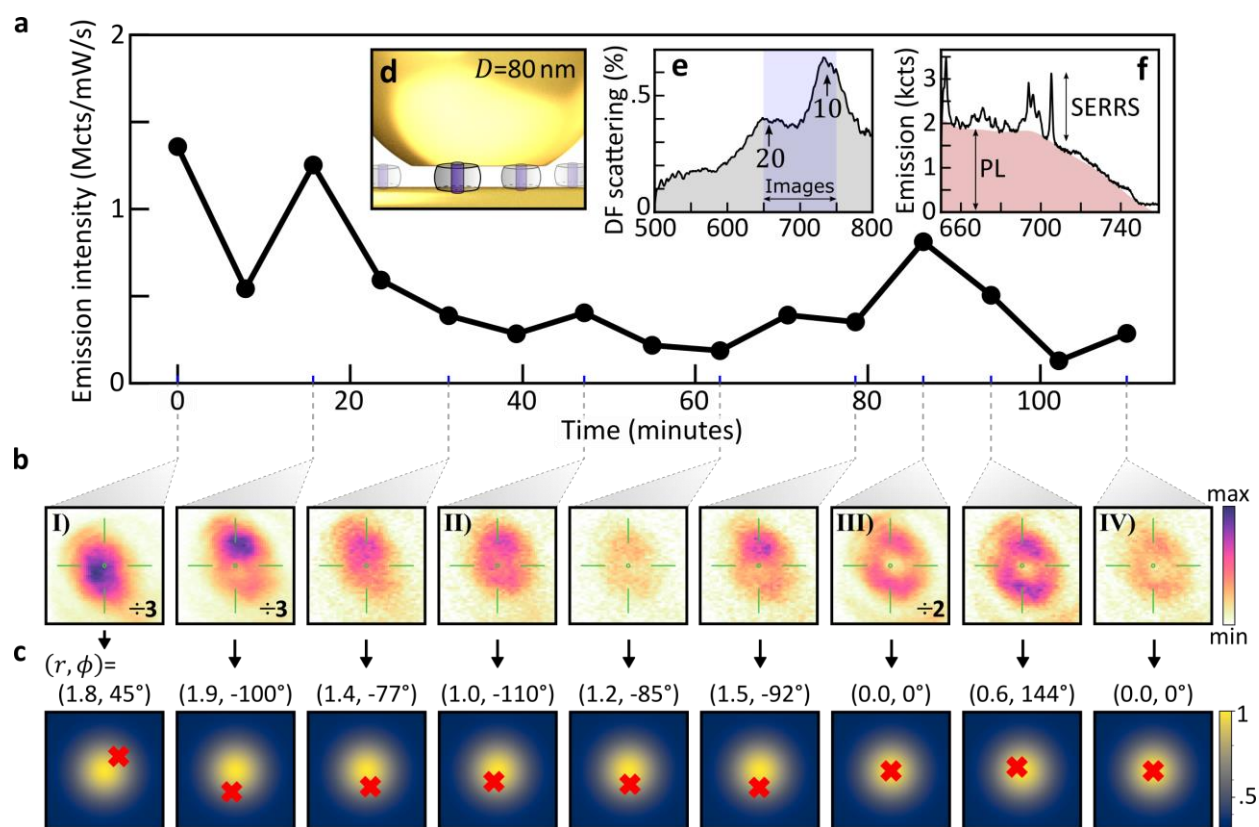 a
2
1
0
Emission intensity (Mcts/mW/s)
0 20 40 60 80 100
Time (minutes)
d D=80 nm
e
DF scattering (%)
.5
0
20
10
Images
500 600 700 800
f
Emission (kcts)
3
2
1
0
SERRS
PL
660 700 740
b
I) II) III) IV)
÷3 ÷3 ÷2
max
min
c
(r, ϕ)=
(1.8, 45°) (1.9, -100°) (1.4, -77°) (1.0, -110°) (1.2, -85°) (1.5, -92°) (0.0, 0°) (0.6, 144°) (0.0, 0°)
1
.5